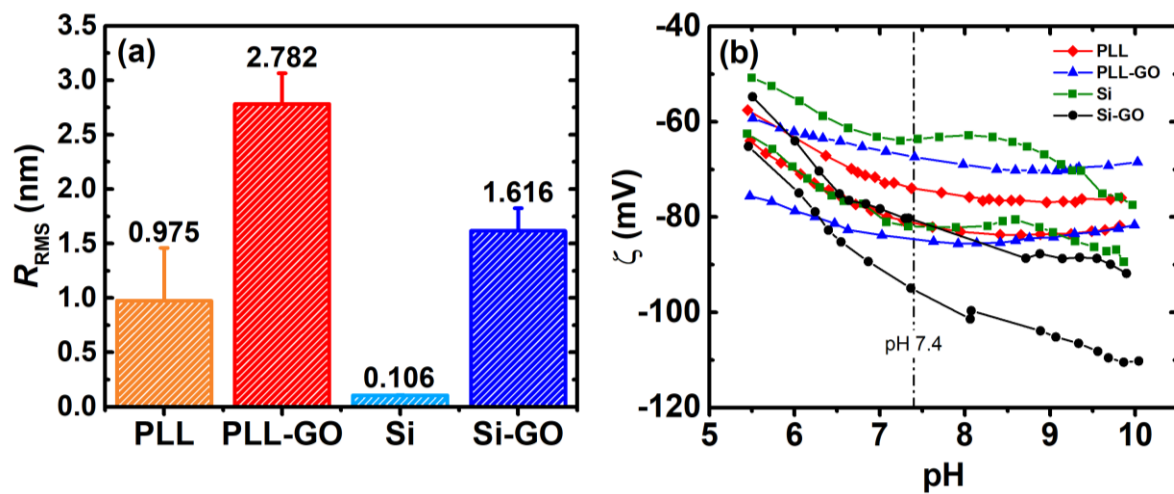 (a)
R_RMS (nm)
3.5
3.0
2.5
2.0
1.5
1.0
0.5
0.0
0.975
2.782
0.106
1.616
PLL
PLL-GO
Si
Si-GO
(b)
ζ (mV)
-40
-60
-80
-100
-120
PLL
PLL-GO
Si
Si-GO
pH 7.4
5
6
7
8
9
10
pH